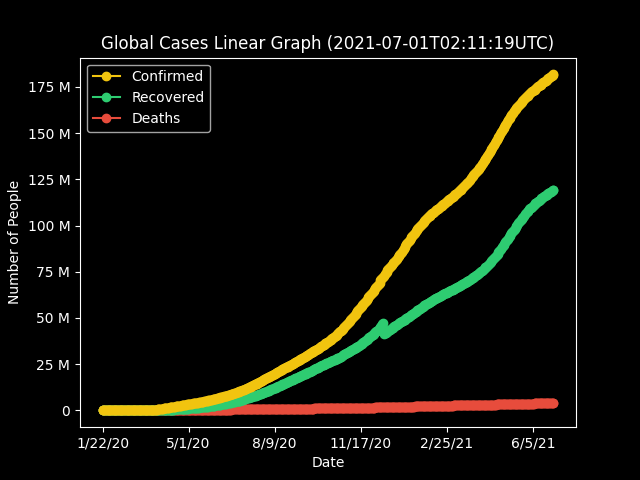 Global Cases Linear Graph (2021-07-01T02:11:19UTC)
Confirmed
Recovered
Deaths
175 M
150 M
125 M
100 M
75 M
50 M
25 M
0
Number of People
1/22/20 5/1/20 8/9/20 11/17/20 2/25/21 6/5/21
Date